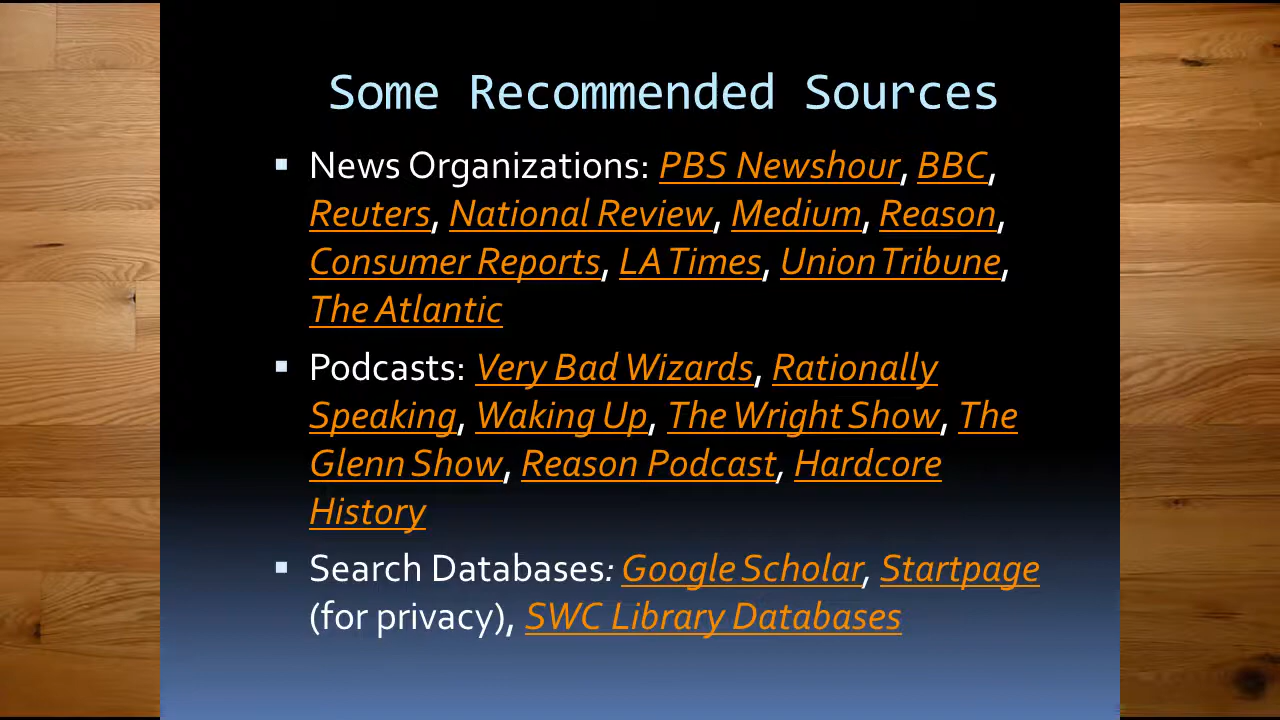 Some Recommended Sources
▪ News Organizations: PBS Newshour, BBC,
Reuters, National Review, Medium, Reason,
Consumer Reports, LA Times, Union Tribune,
The Atlantic
▪ Podcasts: Very Bad Wizards, Rationally
Speaking, Waking Up, The Wright Show, The
Glenn Show, Reason Podcast, Hardcore
History
▪ Search Databases: Google Scholar, Startpage
(for privacy), SWC Library Databases